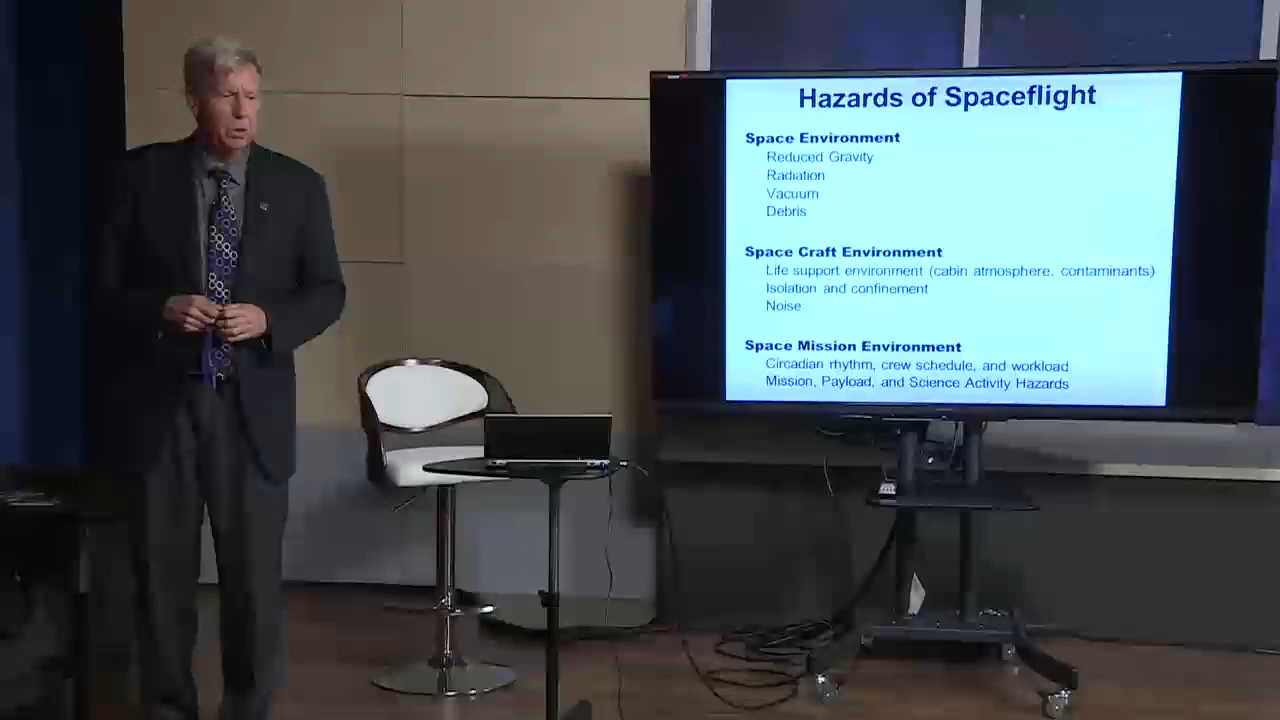 Hazards of Spaceflight
Space Environment
Reduced Gravity
Radiation
Vacuum
Debris
Space Craft Environment
Life support environment (cabin atmosphere, contaminants)
Isolation and confinement
Noise
Space Mission Environment
Circadian rhythm, crew schedule, and workload
Mission, Payload, and Science Activity Hazards